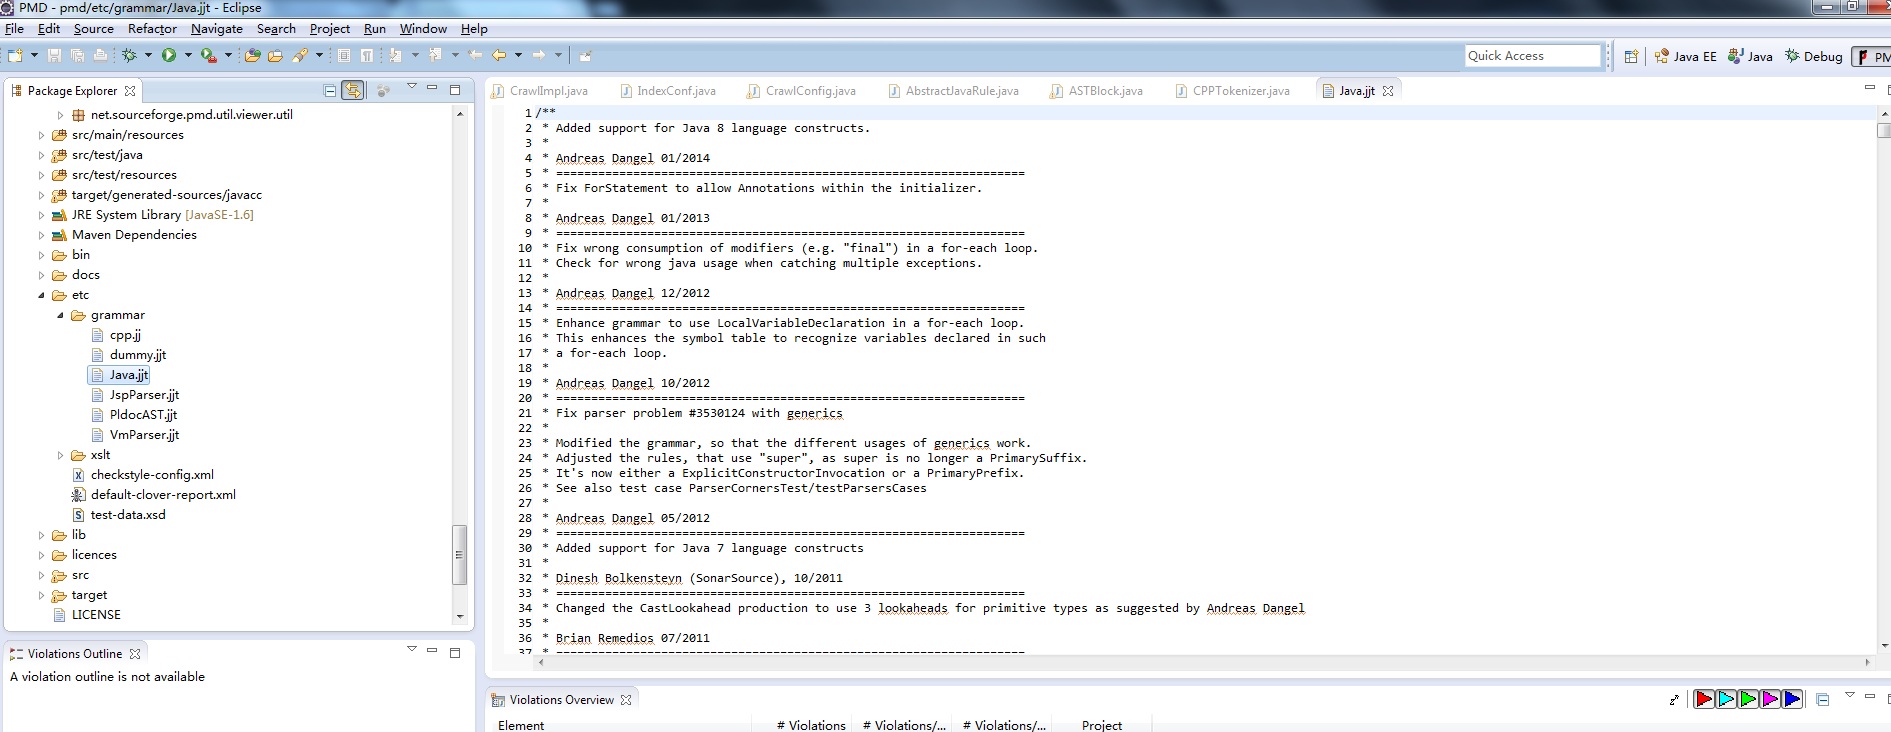 PMD - pmd/etc/grammar/Java.jjt - Eclipse
File Edit Source Refactor Navigate Search Project Run Window Help
Quick Access
Java EE Java Debug PM
Package Explorer
net.sourceforge.pmd.util.viewer.util
src/main/resources
src/test/java
src/test/resources
target/generated-sources/javacc
JRE System Library [JavaSE-1.6]
Maven Dependencies
bin
docs
etc
grammar
cpp.jj
dummy.jjt
Java.jjt
JspParser.jjt
PldocAST.jjt
VmParser.jjt
xslt
checkstyle-config.xml
default-clover-report.xml
test-data.xsd
lib
licences
src
target
LICENSE
Violations Outline
A violation outline is not available
CrawlImpl.java IndexConf.java CrawlConfig.java AbstractJavaRule.java ASTBlock.java CPPTokenizer.java Java.jjt
1 /**
2 * Added support for Java 8 language constructs.
3 *
4 * Andreas Dangel 01/2014
5 * ===================================================================
6 * Fix ForStatement to allow Annotations within the initializer.
7 *
8 * Andreas Dangel 01/2013
9 * ===================================================================
10 * Fix wrong consumption of modifiers (e.g. "final") in a for-each loop.
11 * Check for wrong java usage when catching multiple exceptions.
12 *
13 * Andreas Dangel 12/2012
14 * ===================================================================
15 * Enhance grammar to use LocalVariableDeclaration in a for-each loop.
16 * This enhances the symbol table to recognize variables declared in such
17 * a for-each loop.
18 *
19 * Andreas Dangel 10/2012
20 * ===================================================================
21 * Fix parser problem #3530124 with generics
22 *
23 * Modified the grammar, so that the different usages of generics work.
24 * Adjusted the rules, that use "super", as super is no longer a PrimarySuffix.
25 * It's now either a ExplicitConstructorInvocation or a PrimaryPrefix.
26 * See also test case ParserCornersTest/testParsersCases
27 *
28 * Andreas Dangel 05/2012
29 * ===================================================================
30 * Added support for Java 7 language constructs
31 *
32 * Dinesh Bolkensteyn (SonarSource), 10/2011
33 * ===================================================================
34 * Changed the CastLookahead production to use 3 lookaheads for primitive types as suggested by Andreas Dangel
35 *
36 * Brian Remedios 07/2011
37 * ===================================================================
Violations Overview
Element # Violations # Violations/... # Violations/... Project